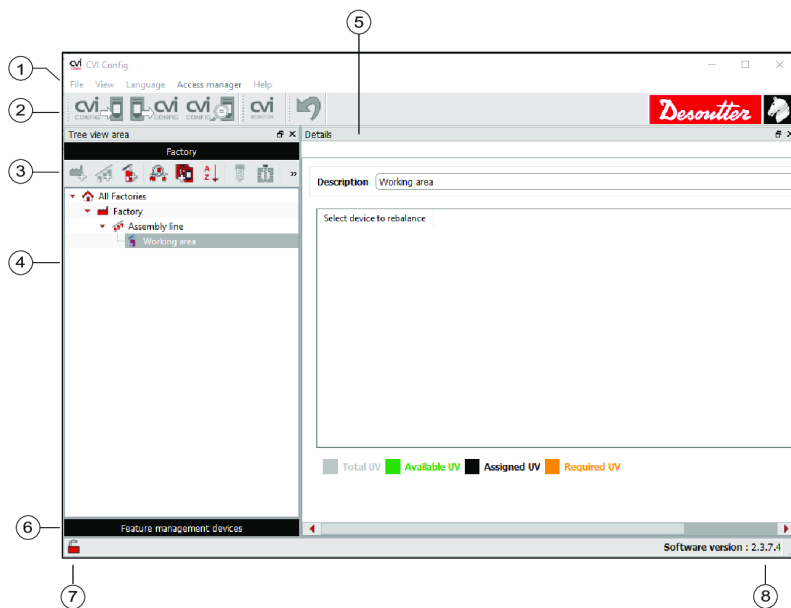 5
CVI Config
1
File View Language Access manager Help
2
cvi CONFIG cvi CONFIG cvi CONFIG cvi MONITOR
Desoutter
Tree view area
Details
Factory
3
A Z
»
Description Working area
All Factories
Factory
Select device to rebalance
Assembly line
Working area
4
Total UV Available UV Assigned UV Required UV
6
Feature management devices
Software version : 2.3.7.4
7
8